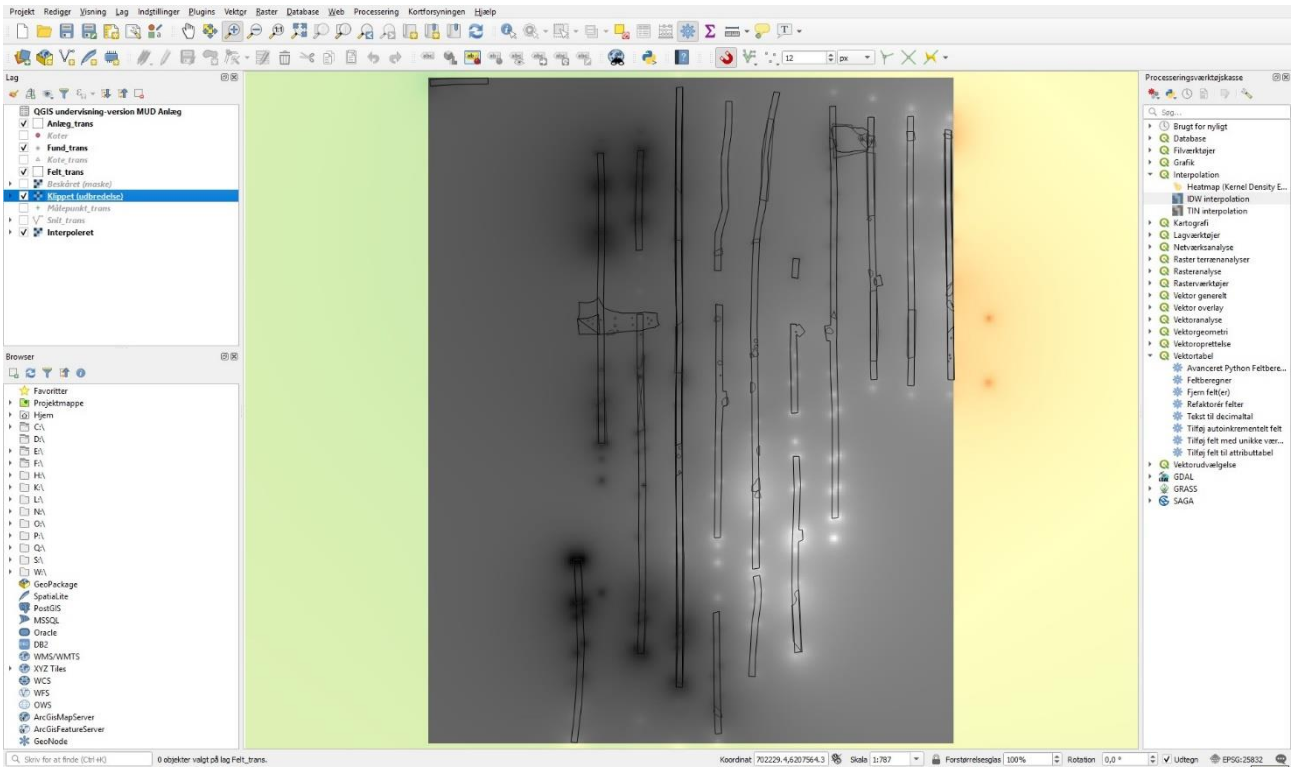 Projekt Rediger Visning Lag Indstillinger Plugins Vektor Raster Database Web Processering Kortforsyningen Hjælp
12 px
Lag
QGIS undervisning-version MUD Anlæg
Anlæg_trans
Koter
Fund_trans
Kote_trans
Felt_trans
Beskåret (maske)
Klippet (udbredelse)
Målepunkt_trans
Snit_trans
Interpoleret
Browser
Favoritter
Projektmappe
Hjem
C:\
D:\
E:\
F:\
H:\
K:\
L:\
N:\
O:\
P:\
Q:\
S:\
W:\
GeoPackage
SpatiaLite
PostGIS
MSSQL
Oracle
DB2
WMS/WMTS
XYZ Tiles
WCS
WFS
OWS
ArcGisMapServer
ArcGisFeatureServer
GeoNode
Processeringsværktøjskasse
Søg...
Brugt for nyligt
Database
Filværktøjer
Grafik
Interpolation
Heatmap (Kernel Density E...
IDW interpolation
TIN interpolation
Kartografi
Lagværktøjer
Netværksanalyse
Raster terrænanalyser
Rasteranalyse
Rasterværktøjer
Vektor generelt
Vektor overlay
Vektoranalyse
Vektorgeometri
Vektoroprettelse
Vektortabel
Avanceret Python Feltbere...
Feltberegner
Fjern felt(er)
Refaktorér felter
Tekst til decimaltal
Tilføj autoinkrementelt felt
Tilføj felt med unikke vær...
Tilføj felt til attributtabel
Vektorudvælgelse
GDAL
GRASS
SAGA
Skriv for at finde (Ctrl+K) 0 objekter valgt på lag Felt_trans. Koordinat 702229.4,6207564.3 Skala 1:787 Forstørrelsesglas 100% Rotation 0,0 ° Udtegn EPSG:25832